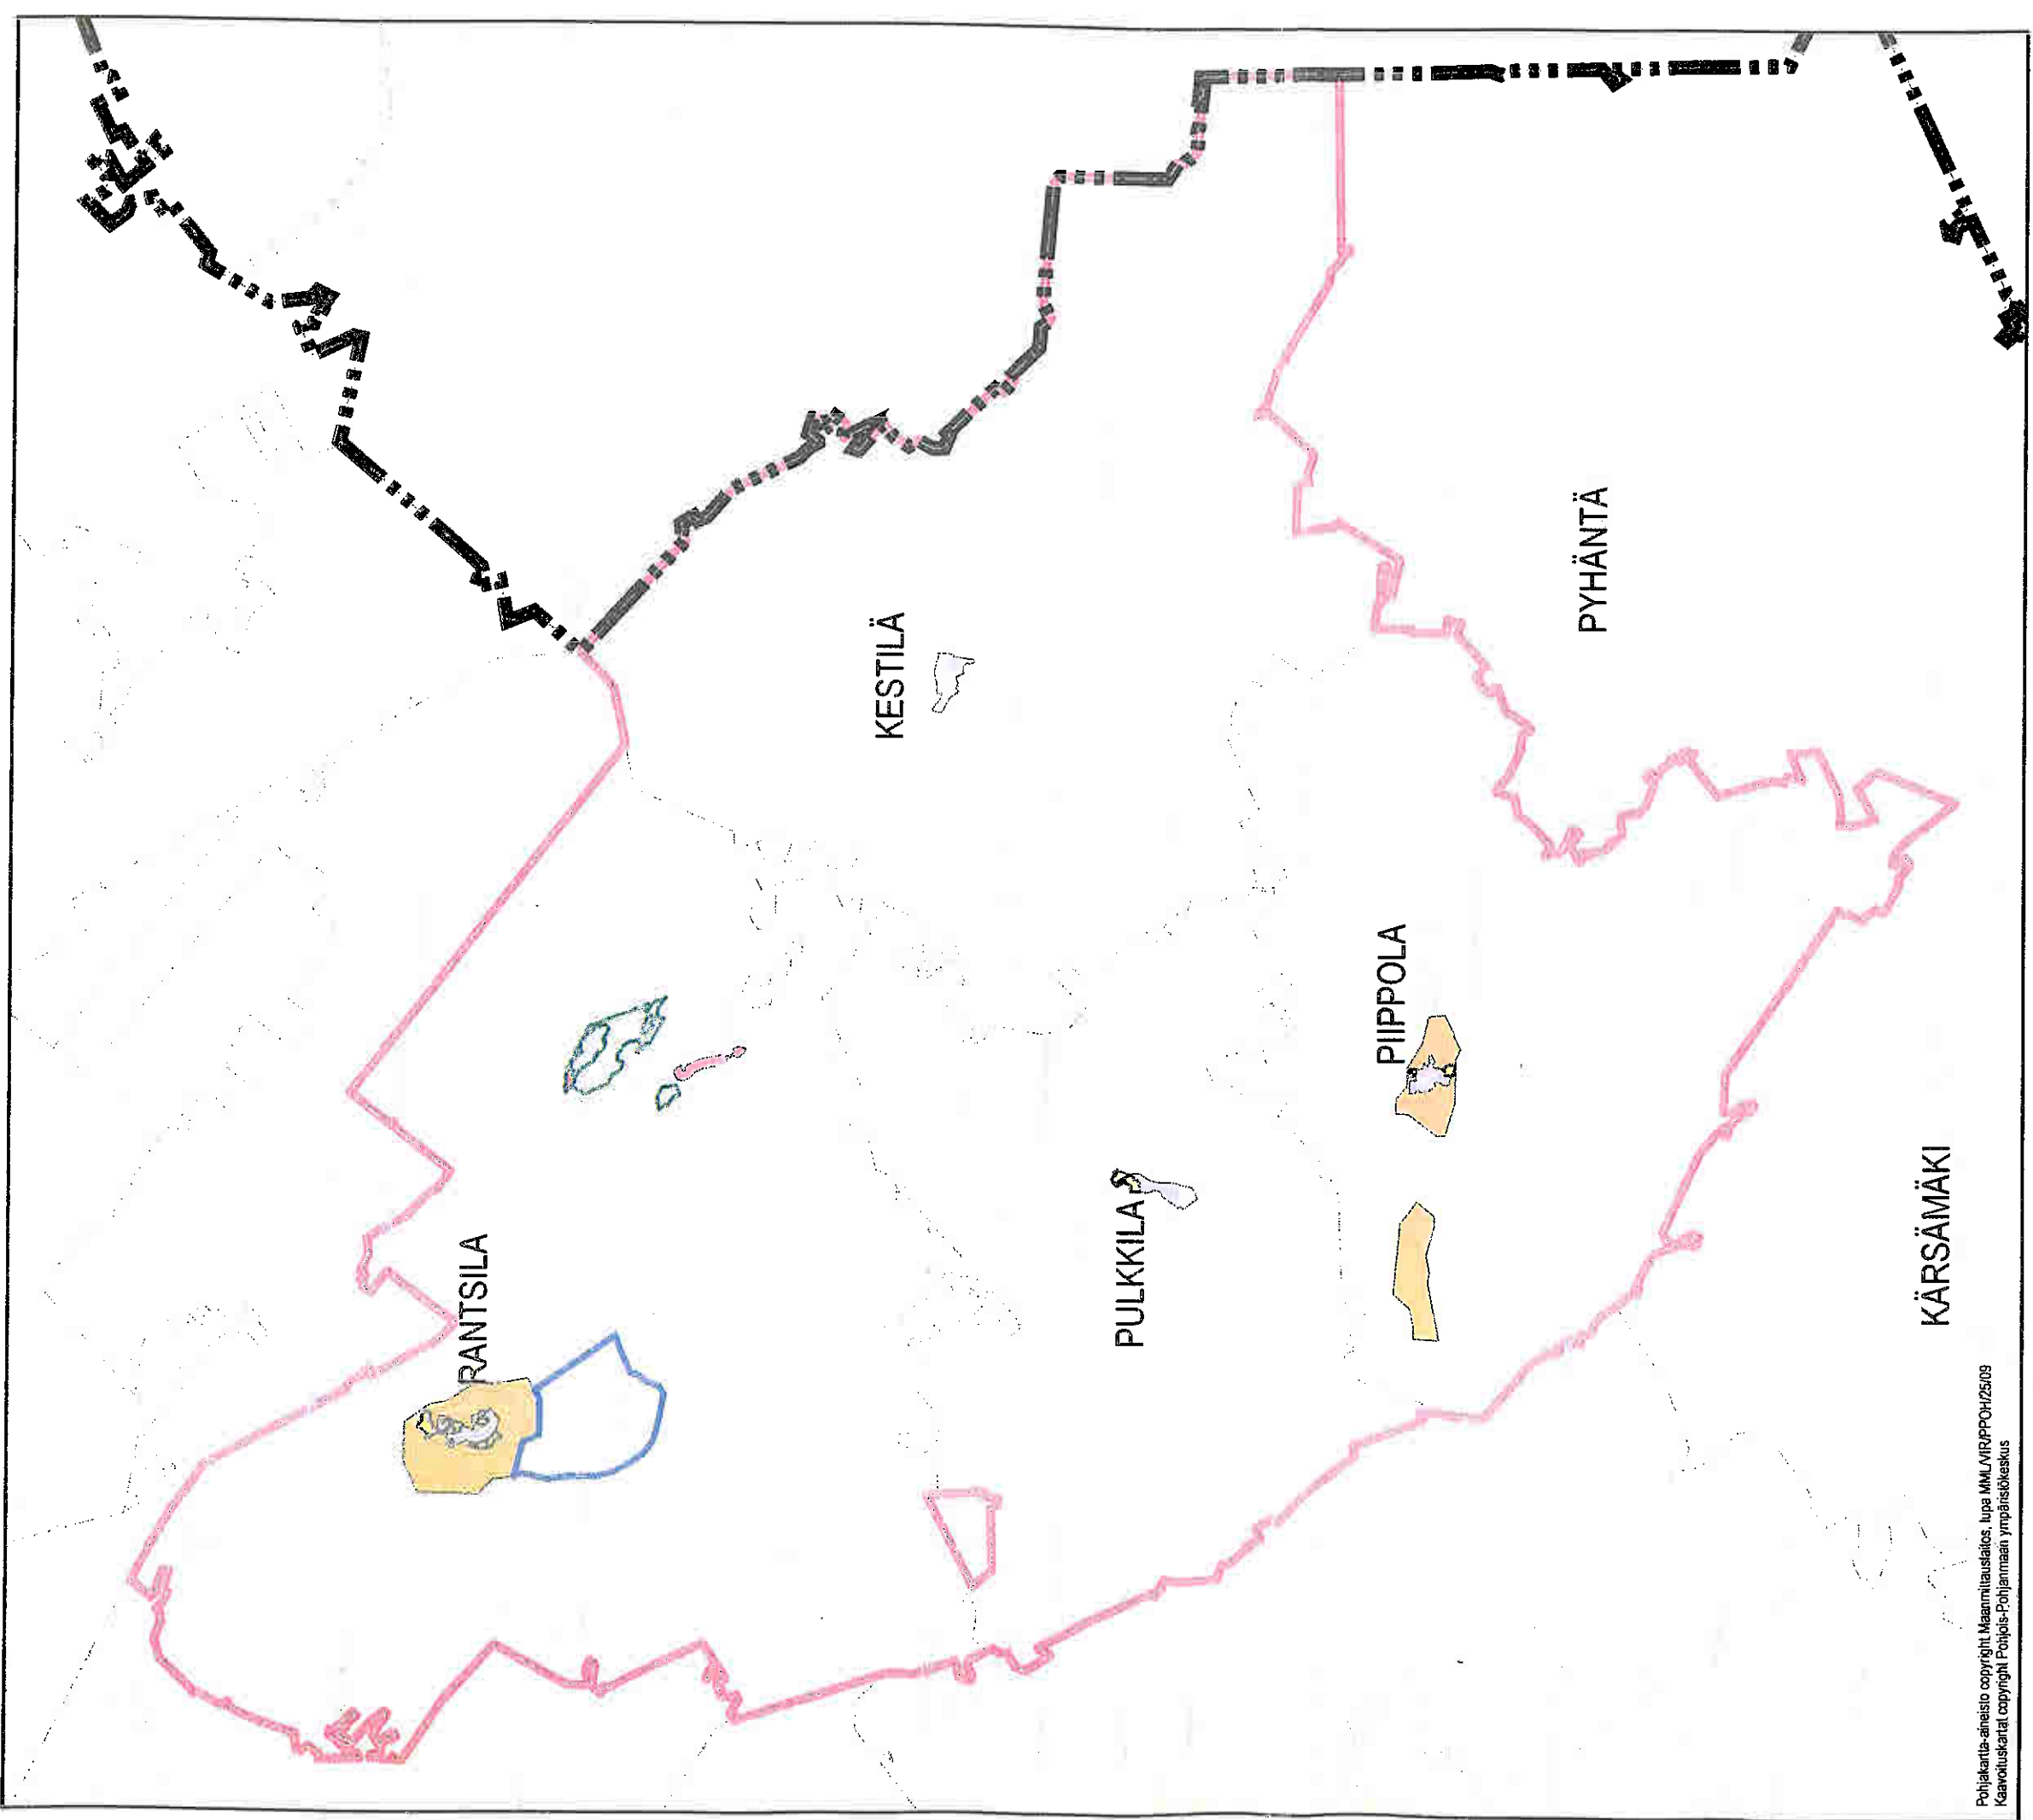 RANTSILA
KESTILÄ
PULKKILA
PIIPPOLA
PYHÄNTÄ
KÄRSÄMÄKI
Pohjakartta-aineisto copyright Maanmittauslaitos, lupa MML/VIR/PPOH/25/09
Kaavoituskartat copyright Pohjois-Pohjanmaan ympäristökeskus